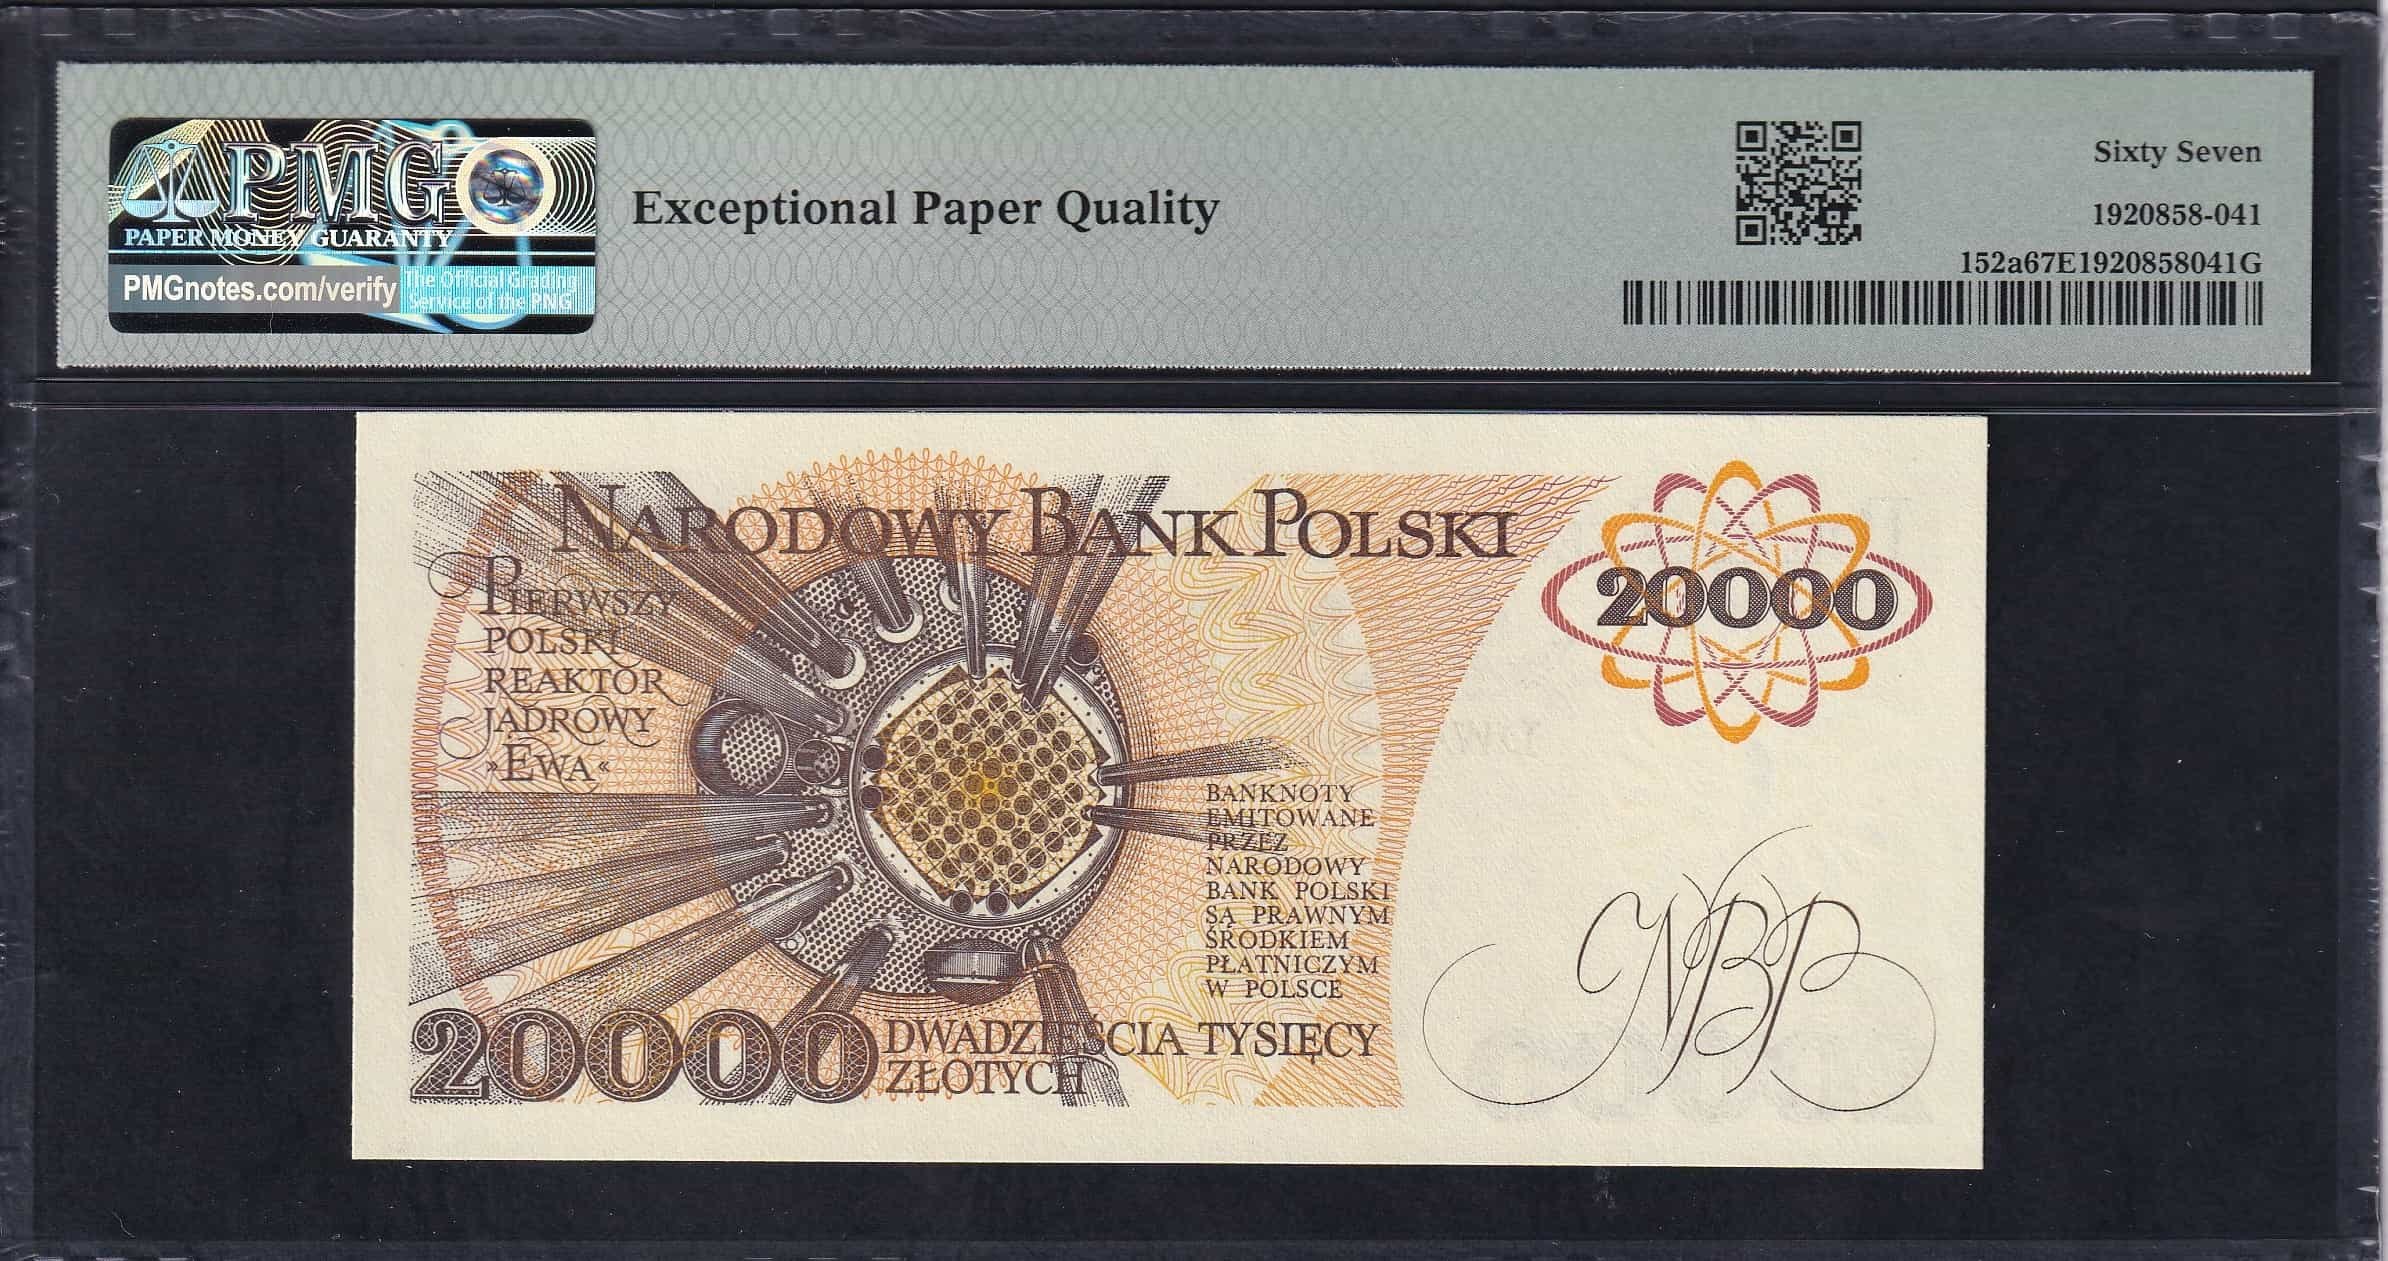 PMG
PAPER MONEY GUARANTY
PMGnotes.com/verify
The Official Grading
Service of the PNG
Exceptional Paper Quality
Sixty Seven
1920858-041
152a67E1920858041G
NARODOWY BANK POLSKI
PIERWSZY
POLSKI
REAKTOR
JĄDROWY
»EWA«
20000
BANKNOTY
EMITOWANE
PRZEZ
NARODOWY
BANK POLSKI
SĄ PRAWNYM
ŚRODKIEM
PŁATNICZYM
W POLSCE
NBP
20000 DWADZIEŚCIA TYSIĘCY
ZŁOTYCH